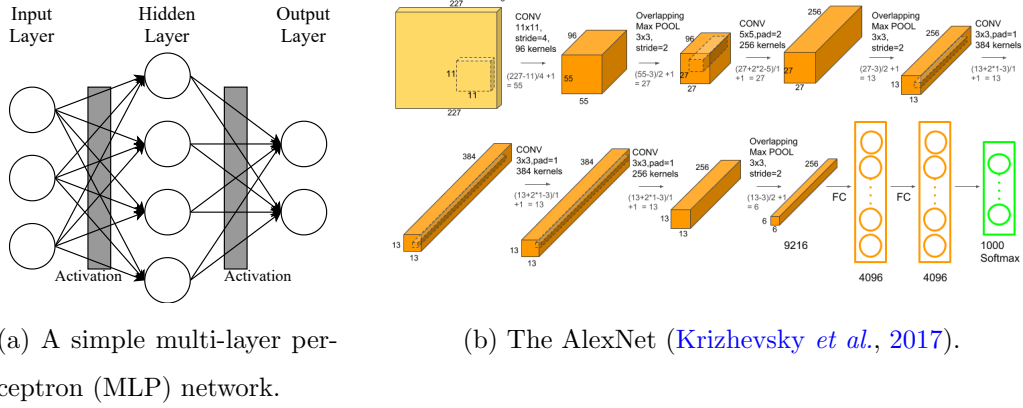 Input
Layer
Hidden
Layer
Output
Layer
Activation
Activation
227
11
11
227
CONV
11x11,
stride=4,
96 kernels
(227-11)/4 +1
= 55
96
55
55
Overlapping
Max POOL
3x3,
stride=2
(55-3)/2 +1
= 27
96
27
27
CONV
5x5,pad=2
256 kernels
(27+2*2-5)/1
+1 = 27
256
27
27
Overlapping
Max POOL
3x3,
stride=2
(27-3)/2 +1
= 13
256
13
13
CONV
3x3,pad=1
384 kernels
(13+2*1-3)/1
+1 = 13
384
13
13
CONV
3x3,pad=1
384 kernels
(13+2*1-3)/1
+1 = 13
384
13
13
CONV
3x3,pad=1
256 kernels
(13+2*1-3)/1
+1 = 13
256
13
13
Overlapping
Max POOL
3x3,
stride=2
(13-3)/2 +1
= 6
256
6
6
9216
FC
4096
FC
4096
1000
Softmax
a) A simple multi-layer per-
ceptron (MLP) network.
(b) The AlexNet (Krizhevsky et al., 2017).